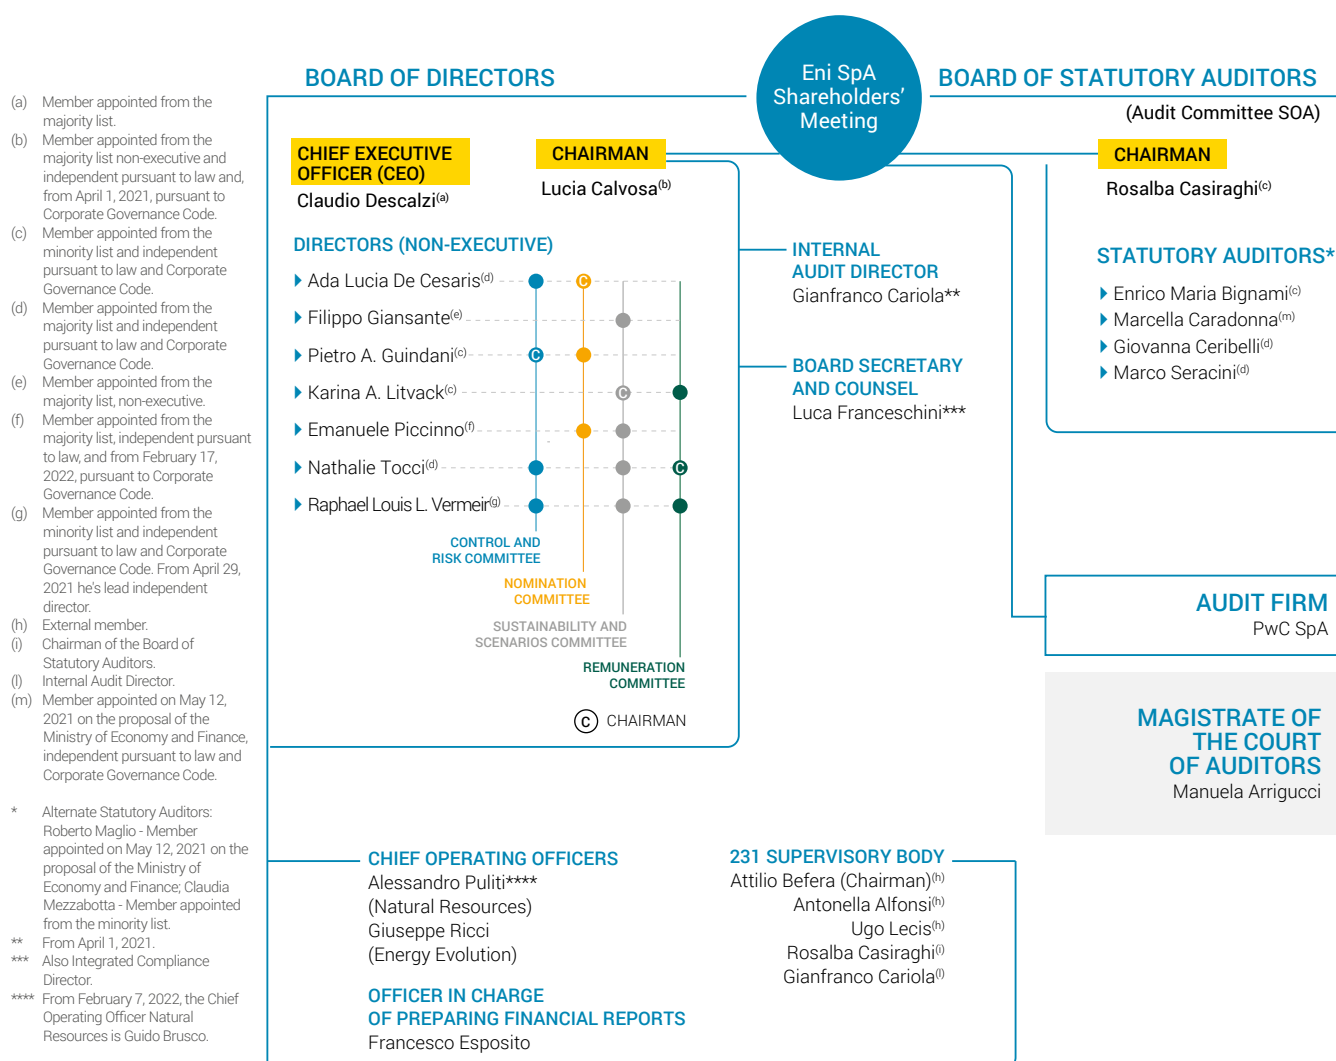 Eni SpA
Shareholders’
Meeting
BOARD OF DIRECTORS
BOARD OF STATUTORY AUDITORS
(Audit Committee SOA)
(a) Member appointed from the
majority list.
(b) Member appointed from the
majority list non-executive and
independent pursuant to law and,
from April 1, 2021, pursuant to
Corporate Governance Code.
(c) Member appointed from the
minority list and independent
pursuant to law and Corporate
Governance Code.
(d) Member appointed from the
majority list and independent
pursuant to law and Corporate
Governance Code.
(e) Member appointed from the
majority list, non-executive.
(f) Member appointed from the
majority list, independent pursuant
to law, and from February 17,
2022, pursuant to Corporate
Governance Code.
(g) Member appointed from the
minority list and independent
pursuant to law and Corporate
Governance Code. From April 29,
2021 he's lead independent
director.
(h) External member.
(i) Chairman of the Board of
Statutory Auditors.
(l) Internal Audit Director.
(m) Member appointed on May 12,
2021 on the proposal of the
Ministry of Economy and Finance,
independent pursuant to law and
Corporate Governance Code.
* Alternate Statutory Auditors:
Roberto Maglio - Member
appointed on May 12, 2021 on the
proposal of the Ministry of
Economy and Finance; Claudia
Mezzabotta - Member appointed
from the minority list.
** From April 1, 2021.
*** Also Integrated Compliance
Director.
**** From February 7, 2022, the Chief
Operating Officer Natural
Resources is Guido Brusco.
CHIEF EXECUTIVE
OFFICER (CEO)
Claudio Descalzi(a)
CHAIRMAN
Lucia Calvosa(b)
DIRECTORS (NON-EXECUTIVE)
Ada Lucia De Cesaris(d) C
Filippo Giansante(e)
Pietro A. Guindani(c) C
Karina A. Litvack(c) C
Emanuele Piccinno(f)
Nathalie Tocci(d) C
Raphael Louis L. Vermeir(g)
CONTROL AND
RISK COMMITTEE
NOMINATION
COMMITTEE
SUSTAINABILITY AND
SCENARIOS COMMITTEE
REMUNERATION
COMMITTEE
C CHAIRMAN
INTERNAL
AUDIT DIRECTOR
Gianfranco Cariola**
BOARD SECRETARY
AND COUNSEL
Luca Franceschini***
CHAIRMAN
Rosalba Casiraghi(c)
STATUTORY AUDITORS*
Enrico Maria Bignami(c)
Marcella Caradonna(m)
Giovanna Ceribelli(d)
Marco Seracini(d)
AUDIT FIRM
PwC SpA
MAGISTRATE OF
THE COURT
OF AUDITORS
Manuela Arrigucci
CHIEF OPERATING OFFICERS
Alessandro Puliti****
(Natural Resources)
Giuseppe Ricci
(Energy Evolution)
OFFICER IN CHARGE
OF PREPARING FINANCIAL REPORTS
Francesco Esposito
231 SUPERVISORY BODY
Attilio Befera (Chairman)(h)
Antonella Alfonsi(h)
Ugo Lecis(h)
Rosalba Casiraghi(i)
Gianfranco Cariola(l)